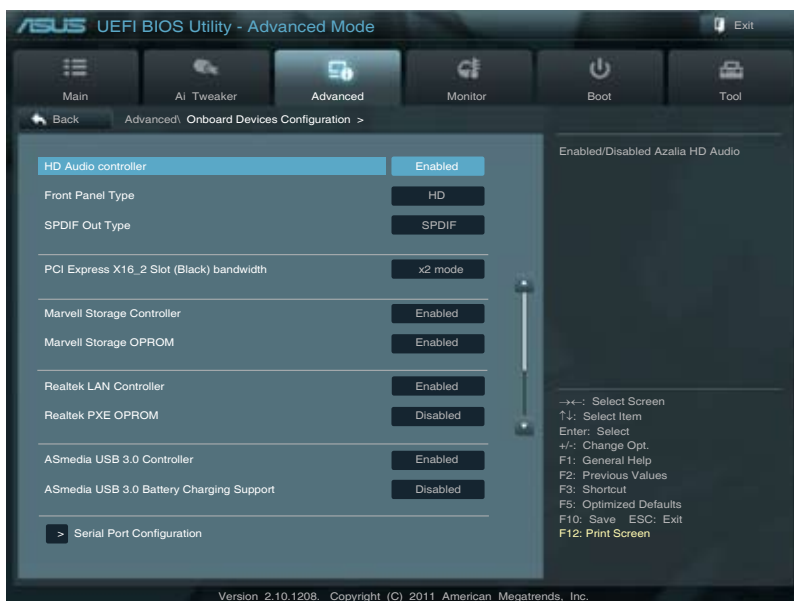 ASUS UEFI BIOS Utility - Advanced Mode
Exit
Main Ai Tweaker Advanced Monitor Boot Tool
Back Advanced\ Onboard Devices Configuration >
HD Audio controller Enabled
Front Panel Type HD
SPDIF Out Type SPDIF
PCI Express X16_2 Slot (Black) bandwidth x2 mode
Marvell Storage Controller Enabled
Marvell Storage OPROM Enabled
Realtek LAN Controller Enabled
Realtek PXE OPROM Disabled
ASmedia USB 3.0 Controller Enabled
ASmedia USB 3.0 Battery Charging Support Disabled
> Serial Port Configuration
Enabled/Disabled Azalia HD Audio
→←: Select Screen
↑↓: Select Item
Enter: Select
+/-: Change Opt.
F1: General Help
F2: Previous Values
F3: Shortcut
F5: Optimized Defaults
F10: Save ESC: Exit
F12: Print Screen
Version 2.10.1208. Copyright (C) 2011 American Megatrends, Inc.